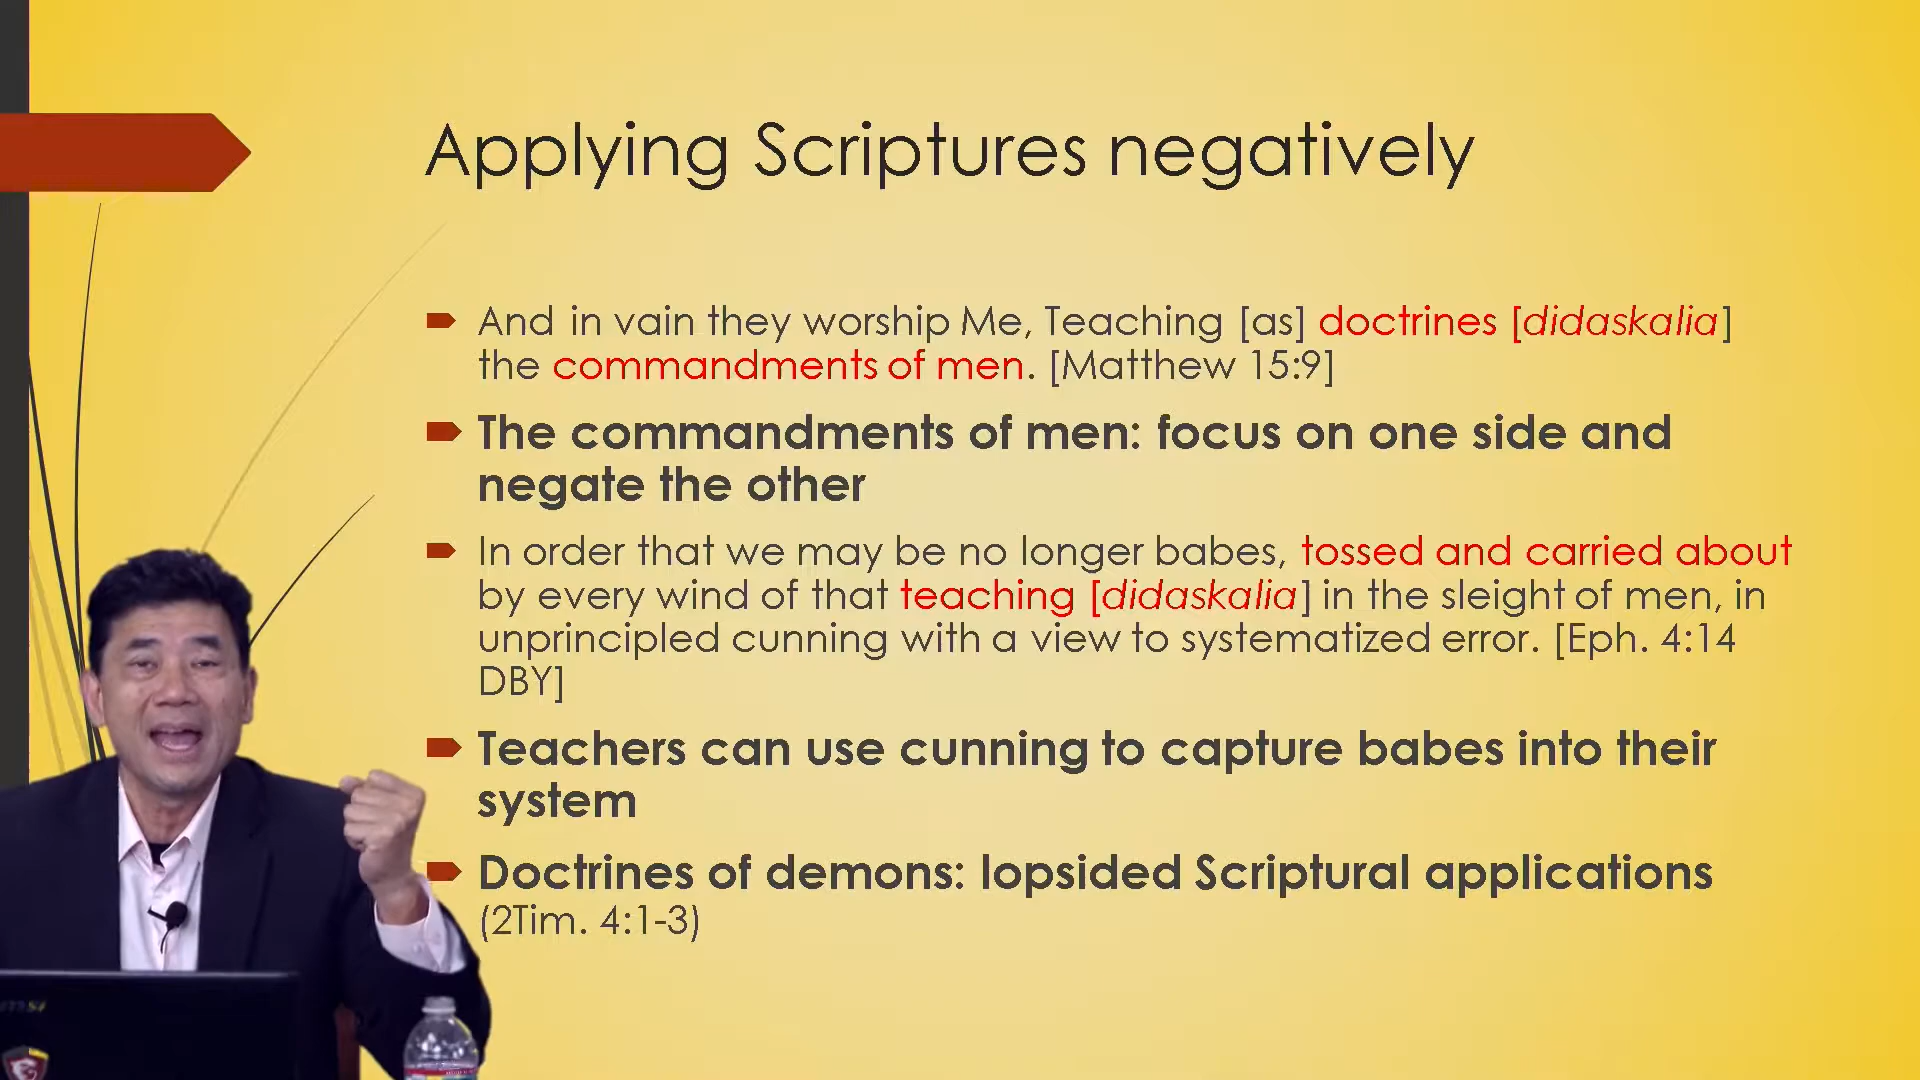 Applying Scriptures negatively
And in vain they worship Me, Teaching [as] doctrines [didaskalia]
the commandments of men. [Matthew 15:9]
The commandments of men: focus on one side and
negate the other
In order that we may be no longer babes, tossed and carried about
by every wind of that teaching [didaskalia] in the sleight of men, in
unprincipled cunning with a view to systematized error. [Eph. 4:14
DBY]
Teachers can use cunning to capture babes into their
system
Doctrines of demons: lopsided Scriptural applications
(2Tim. 4:1-3)
msi